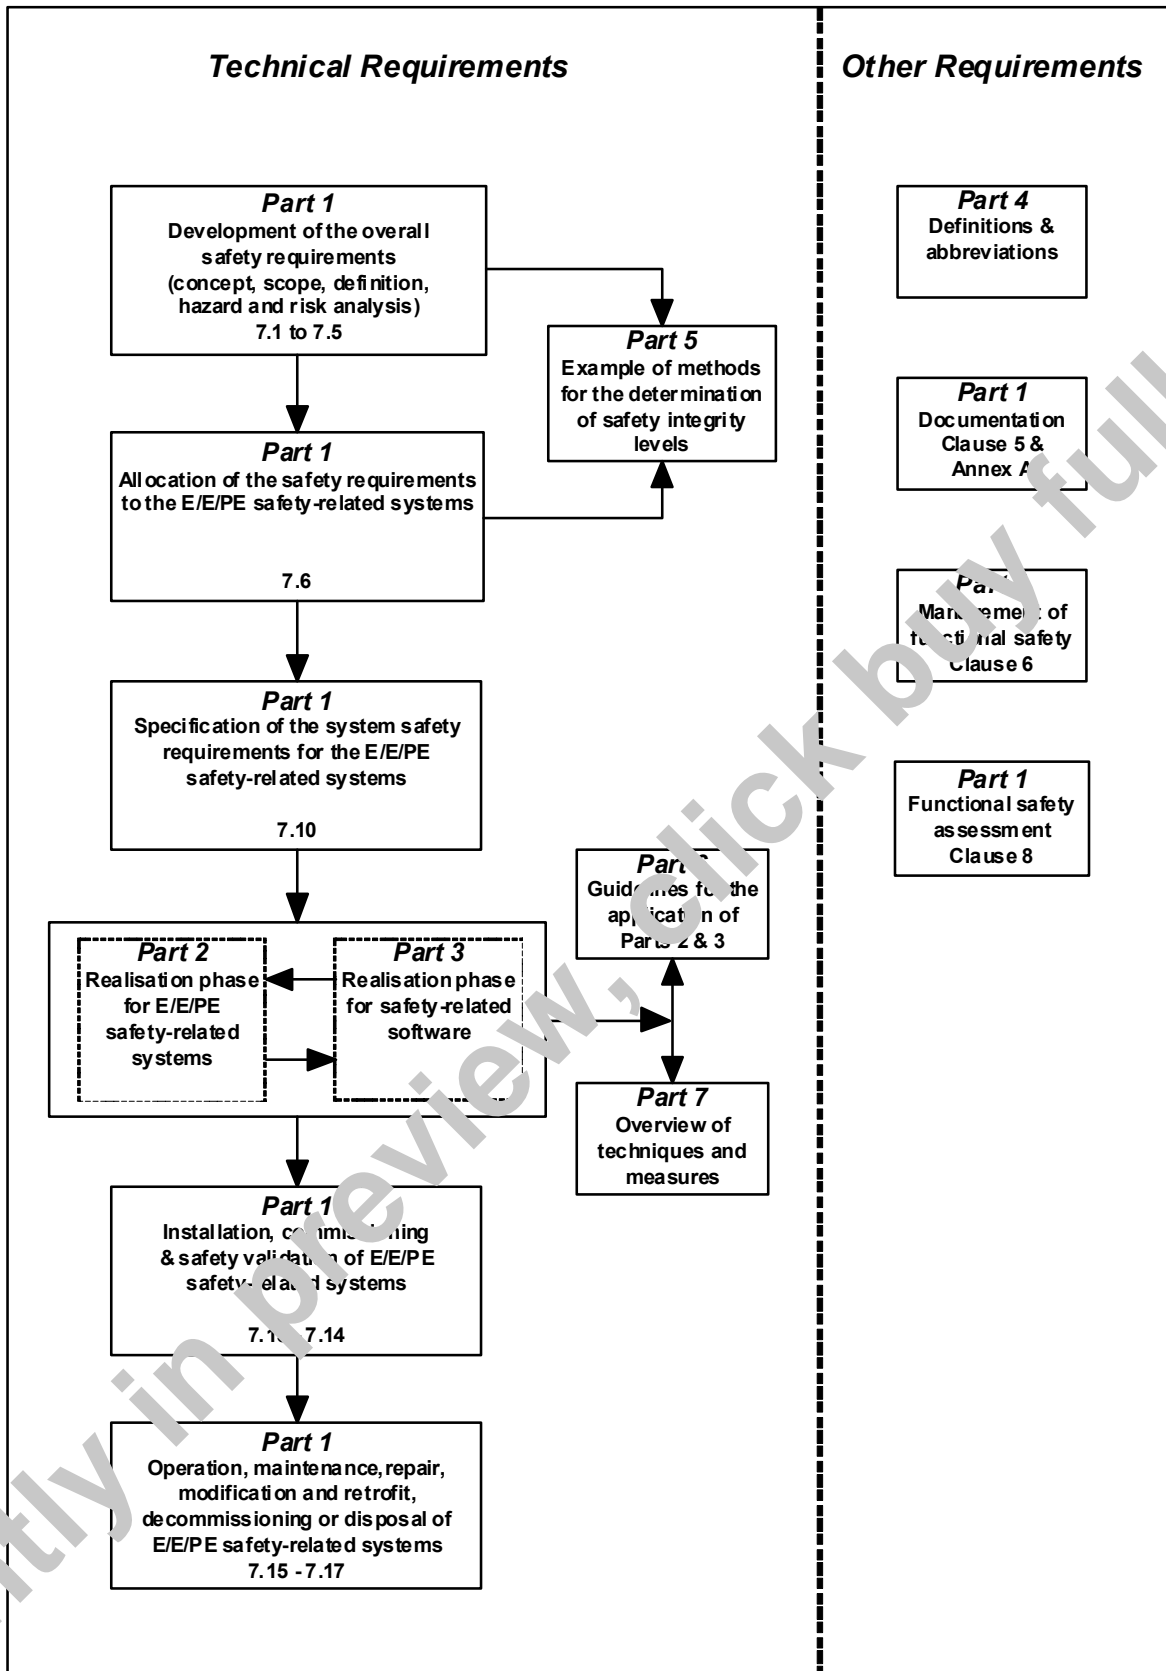 Technical Requirements
Other Requirements
Part 1
Development of the overall
safety requirements
(concept, scope, definition,
hazard and risk analysis)
7.1 to 7.5
Part 5
Example of methods
for the determination
of safety integrity
levels
Part 1
Allocation of the safety requirements
to the E/E/PE safety-related systems
7.6
Part 1
Specification of the system safety
requirements for the E/E/PE
safety-related systems
7.10
Part 2
Realisation phase
for E/E/PE
safety-related
systems
Part 3
Realisation phase
for safety-related
software
Part
Guidelines for the
application of
Parts 2 & 3
Part 7
Overview of
techniques and
measures
Part 1
Installation, commissioning
& safety validation of E/E/PE
safety-related systems
- 7.14
Part 1
Operation, maintenance, repair,
modification and retrofit,
decommissioning or disposal of
E/E/PE safety-related systems
7.15 - 7.17
Part 4
Definitions &
abbreviations
Part 1
Documentation
Clause 5 &
Annex A
Part
Management of
functional safety
Clause 6
Part 1
Functional safety
assessment
Clause 8
in preview, click buy full